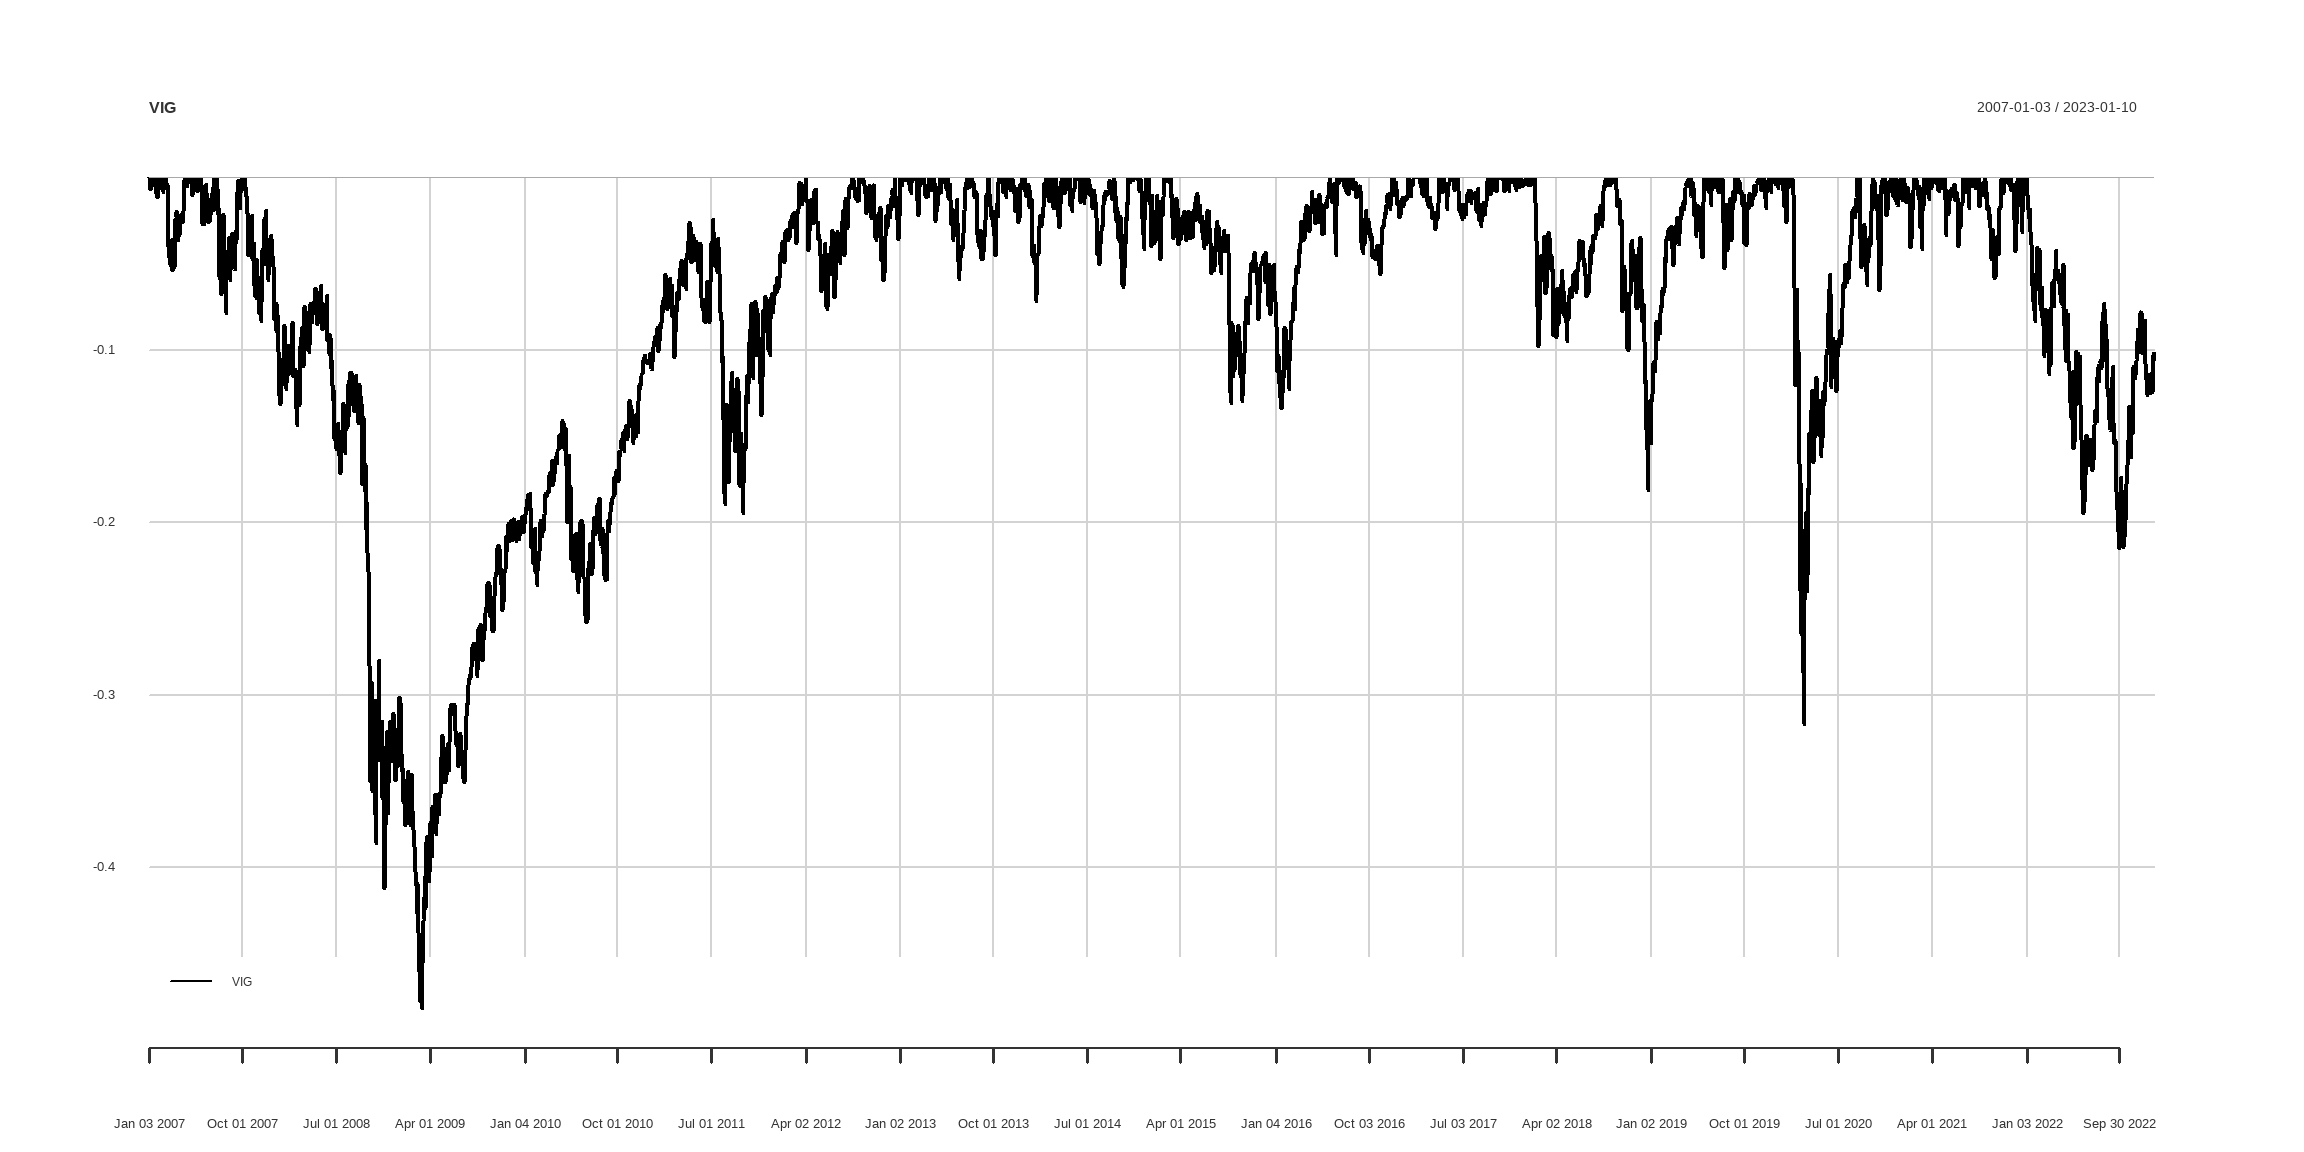 VIG
2007-01-03 / 2023-01-10
-0.1
-0.2
-0.3
-0.4
VIG
Jan 03 2007 Oct 01 2007 Jul 01 2008 Apr 01 2009 Jan 04 2010 Oct 01 2010 Jul 01 2011 Apr 02 2012 Jan 02 2013 Oct 01 2013 Jul 01 2014 Apr 01 2015 Jan 04 2016 Oct 03 2016 Jul 03 2017 Apr 02 2018 Jan 02 2019 Oct 01 2019 Jul 01 2020 Apr 01 2021 Jan 03 2022 Sep 30 2022